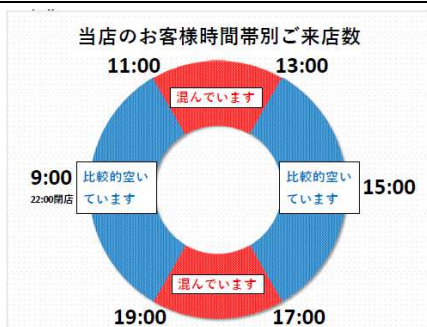 当店のお客様時間帯別ご来店数
11:00
13:00
混んでいます
9:00
22:00閉店
比較的空い
ています
比較的空い
ています
15:00
混んでいます
19:00
17:00